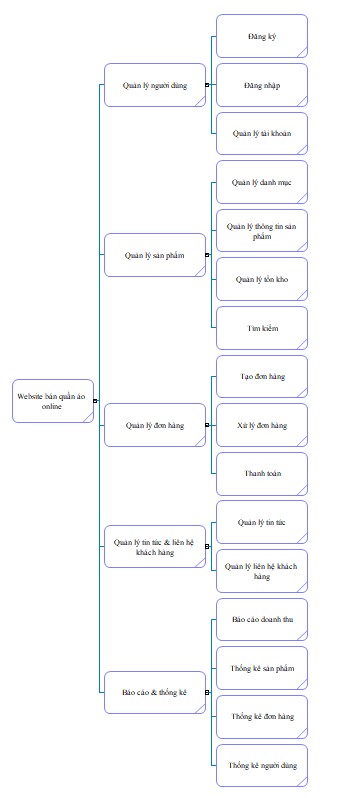 Đăng ký
Quản lý người dùng
Đăng nhập
Quản lý tài khoản
Quản lý danh mục
Quản lý thông tin sản
phẩm
Quản lý sản phẩm
Quản lý tồn kho
Tìm kiếm
Website bán quần áo
online
Tạo đơn hàng
Quản lý đơn hàng
Xử lý đơn hàng
Thanh toán
Quản lý tin tức
Quản lý tin tức & liên hệ
khách hàng
Quản lý liên hệ khách
hàng
Báo cáo doanh thu
Thống kê sản phẩm
Báo cáo & thống kê
Thống kê đơn hàng
Thống kê người dùng